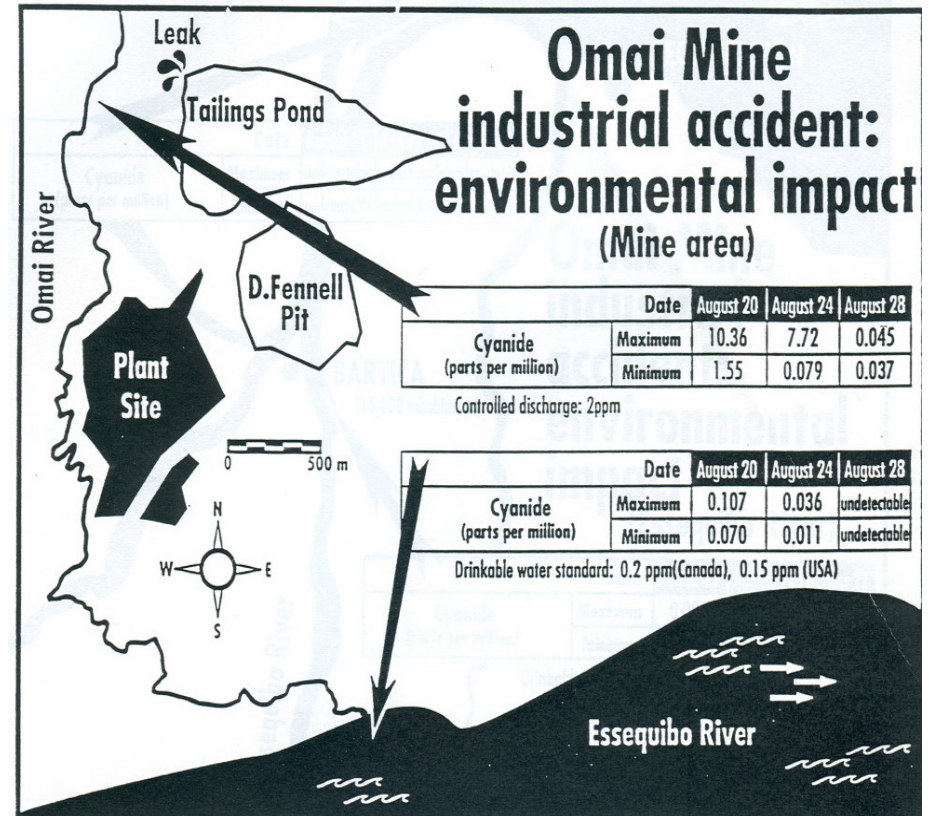 Omai Mine
industrial accident:
environmental impact
(Mine area)
Leak
Tailings Pond
Omai River
D.Fennell
Pit
Plant
Site
0 500 m
N
W E
S
Date August 20 August 24 August 28
Cyanide
(parts per million)
Maximum 10.36 7.72 0.045
Minimum 1.55 0.079 0.037
Controlled discharge: 2ppm
Date August 20 August 24 August 28
Cyanide
(parts per million)
Maximum 0.107 0.036 undetectable
Minimum 0.070 0.011 undetectable
Drinkable water standard: 0.2 ppm(Canada), 0.15 ppm (USA)
Essequibo River